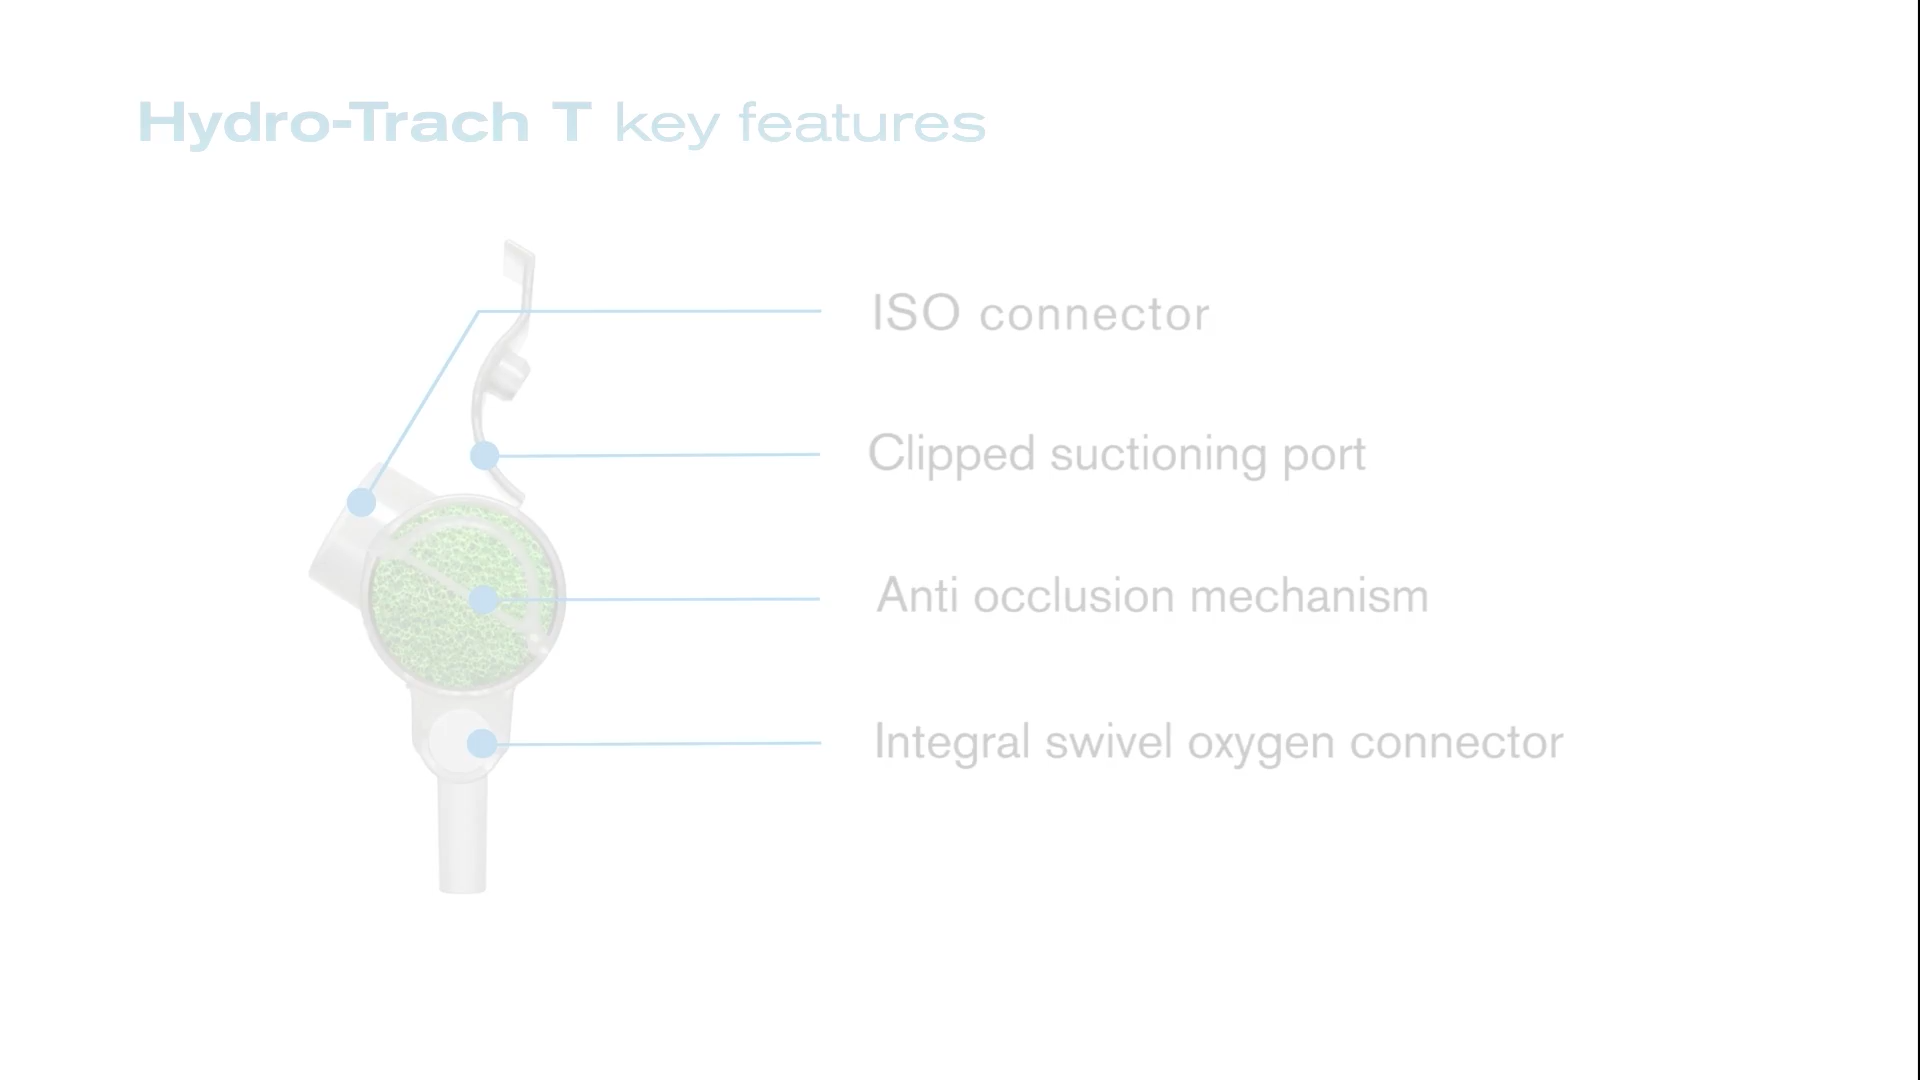 Hydro-Trach T key features
ISO connector
Clipped suctioning port
Anti occlusion mechanism
Integral swivel oxygen connector